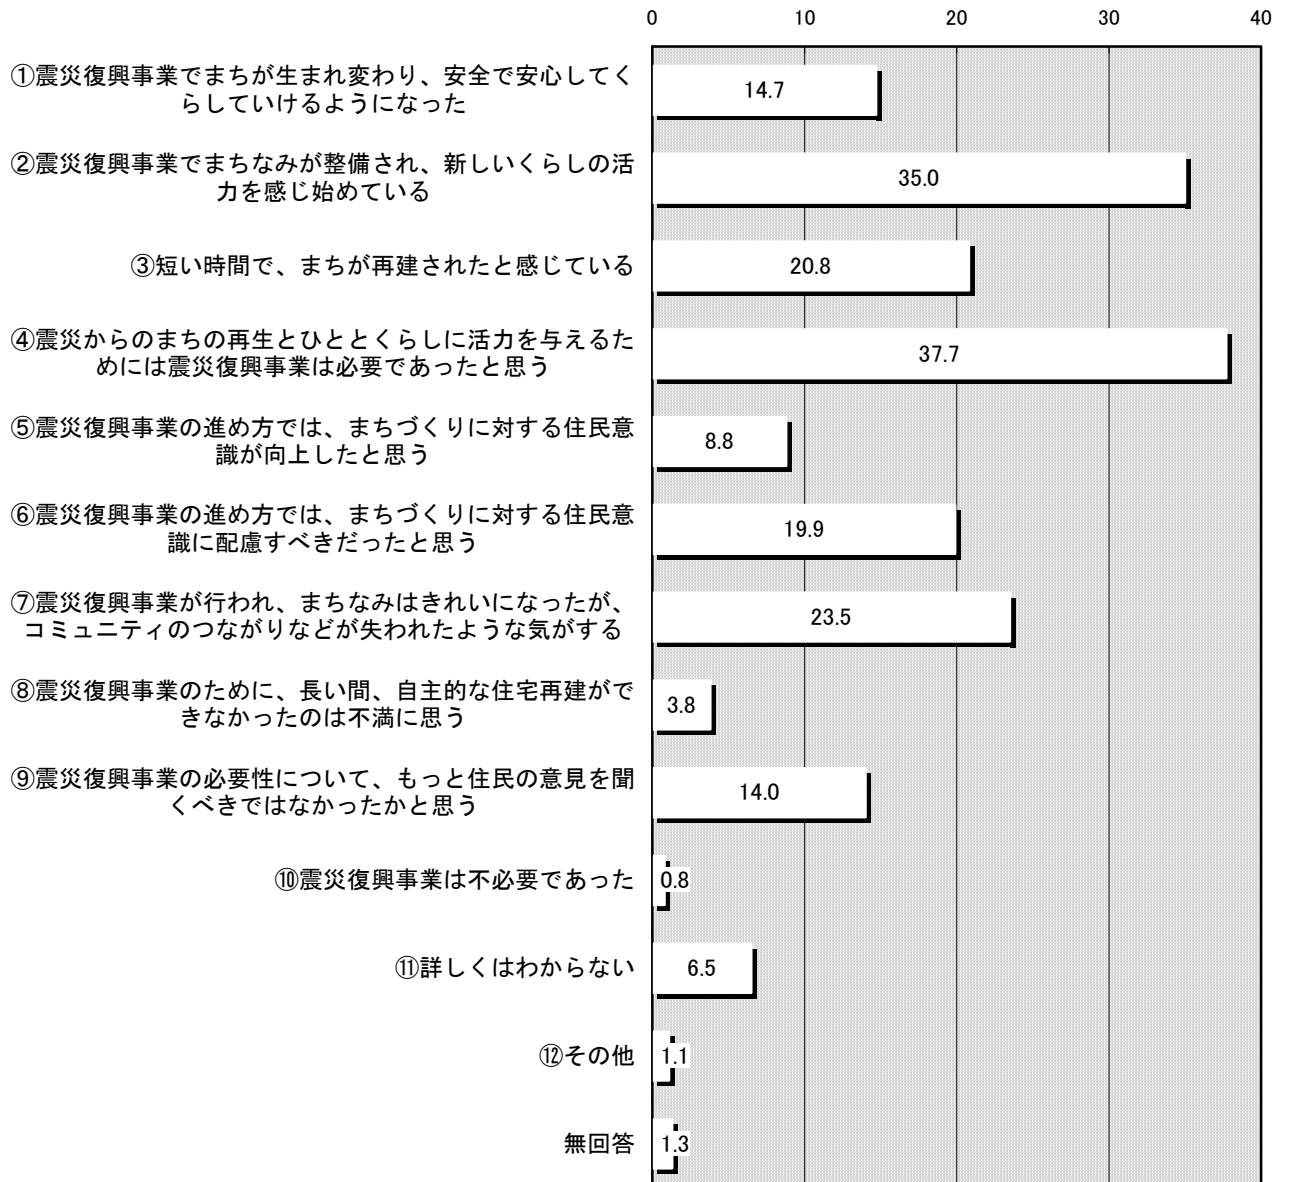 0 10 20 30 40
①震災復興事業でまちが生まれ変わり、安全で安心してく
らしていけるようになった
14.7
②震災復興事業でまちなみが整備され、新しいくらしの活
力を感じ始めている
35.0
③短い時間で、まちが再建されたと感じている
20.8
④震災からのまちの再生とひととくらしに活力を与えるた
めには震災復興事業は必要であったと思う
37.7
⑤震災復興事業の進め方では、まちづくりに対する住民意
識が向上したと思う
8.8
⑥震災復興事業の進め方では、まちづくりに対する住民意
識に配慮すべきだったと思う
19.9
⑦震災復興事業が行われ、まちなみはきれいになったが、
コミュニティのつながりなどが失われたような気がする
23.5
⑧震災復興事業のために、長い間、自主的な住宅再建がで
きなかったのは不満に思う
3.8
⑨震災復興事業の必要性について、もっと住民の意見を聞
くべきではなかったかと思う
14.0
⑩震災復興事業は不必要であった
0.8
⑪詳しくはわからない
6.5
⑫その他
1.1
無回答
1.3